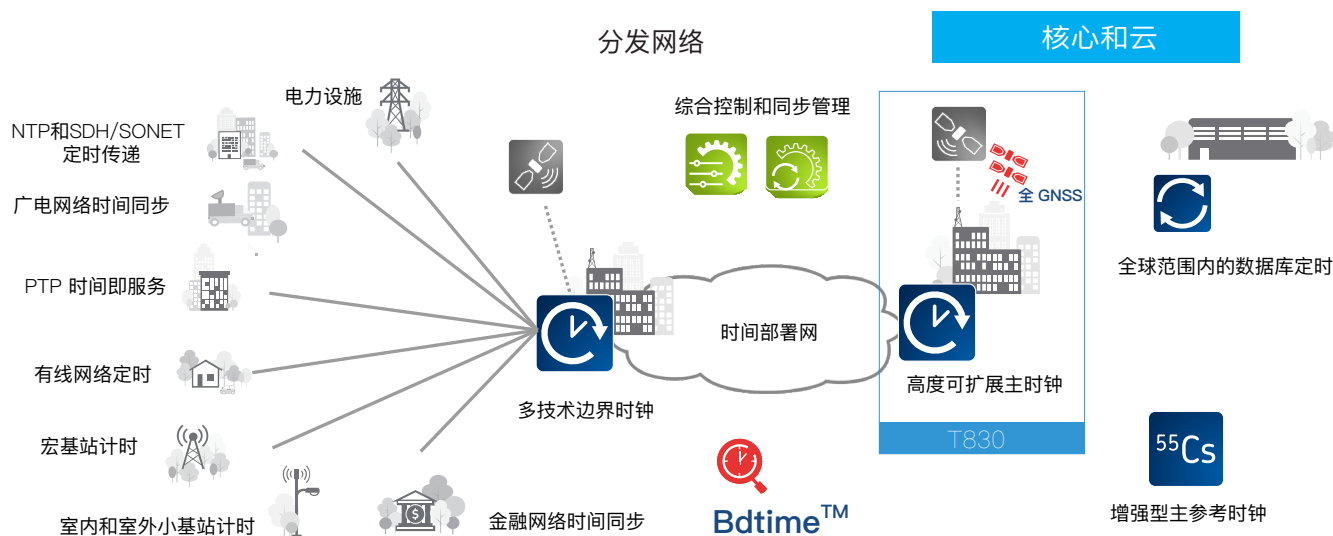 分发网络
核心和云
电力设施
综合控制和同步管理
NTP和SDH/SONET
定时传递
全 GNSS
广电网络时间同步
全球范围内的数据库定时
PTP 时间即服务
时间部署网
有线网络定时
高度可扩展主时钟
多技术边界时钟
T830
宏基站计时
55Cs
室内和室外小基站计时
金融网络时间同步
Bdtime™
增强型主参考时钟